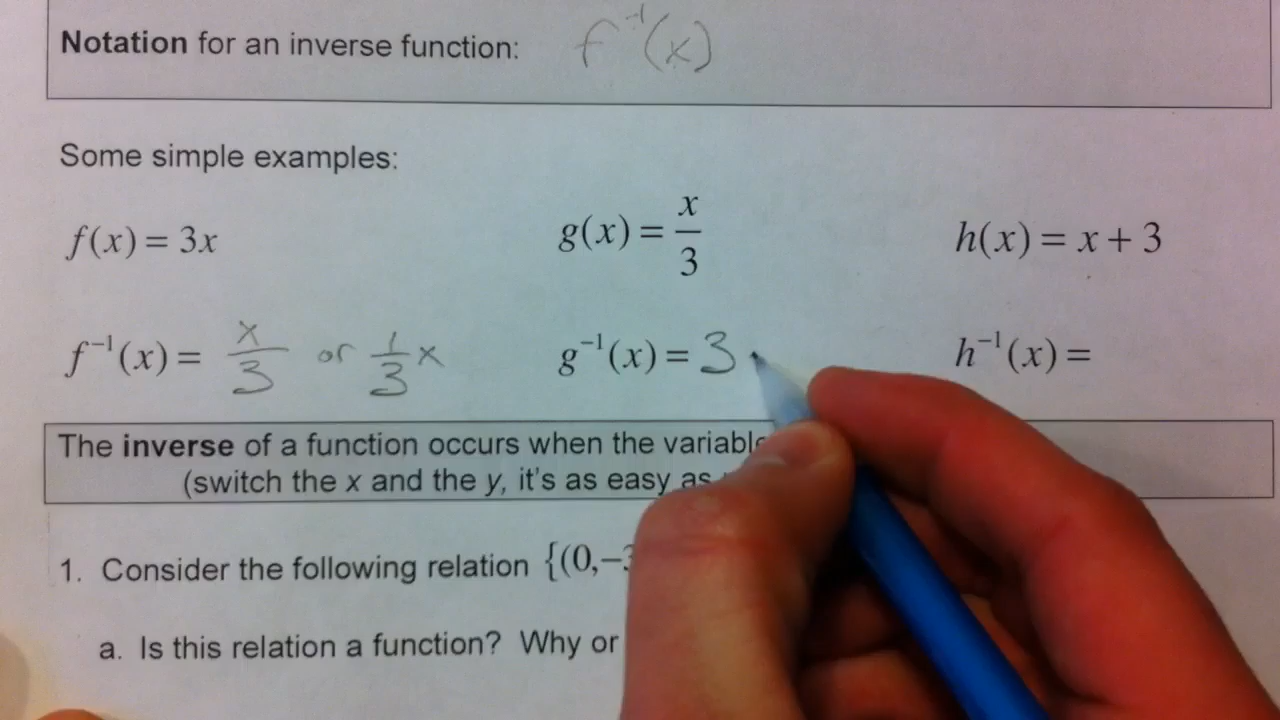 Notation for an inverse function: f⁻¹(x)
Some simple examples:
f(x) = 3x g(x) = x/3 h(x) = x + 3
f⁻¹(x) = x/3 or 1/3 x g⁻¹(x) = 3 h⁻¹(x) =
The inverse of a function occurs when the
(switch the x and the y, it's as easy as
1. Consider the following relation {(0,–
a. Is this relation a function? Why or